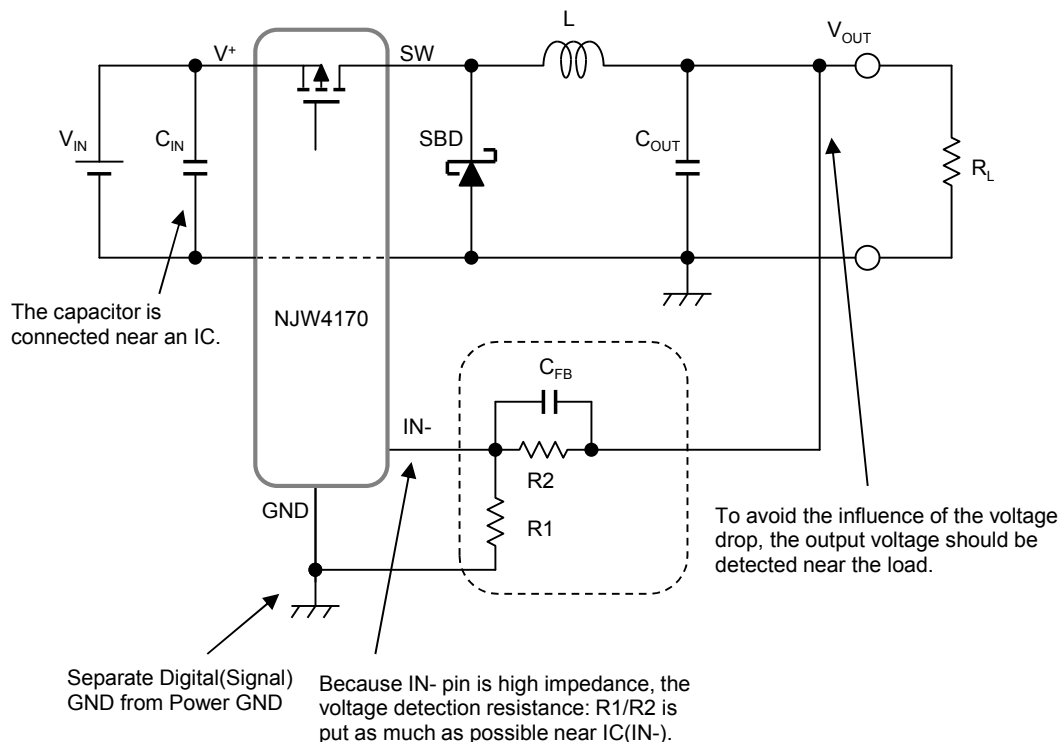 L
V+
SW
VOUT
VIN
CIN
SBD
COUT
RL
The capacitor is
connected near an IC.
NJW4170
CFB
IN-
R2
GND
R1
To avoid the influence of the voltage
drop, the output voltage should be
detected near the load.
Separate Digital(Signal)
GND from Power GND
Because IN- pin is high impedance, the
voltage detection resistance: R1/R2 is
put as much as possible near IC(IN-).